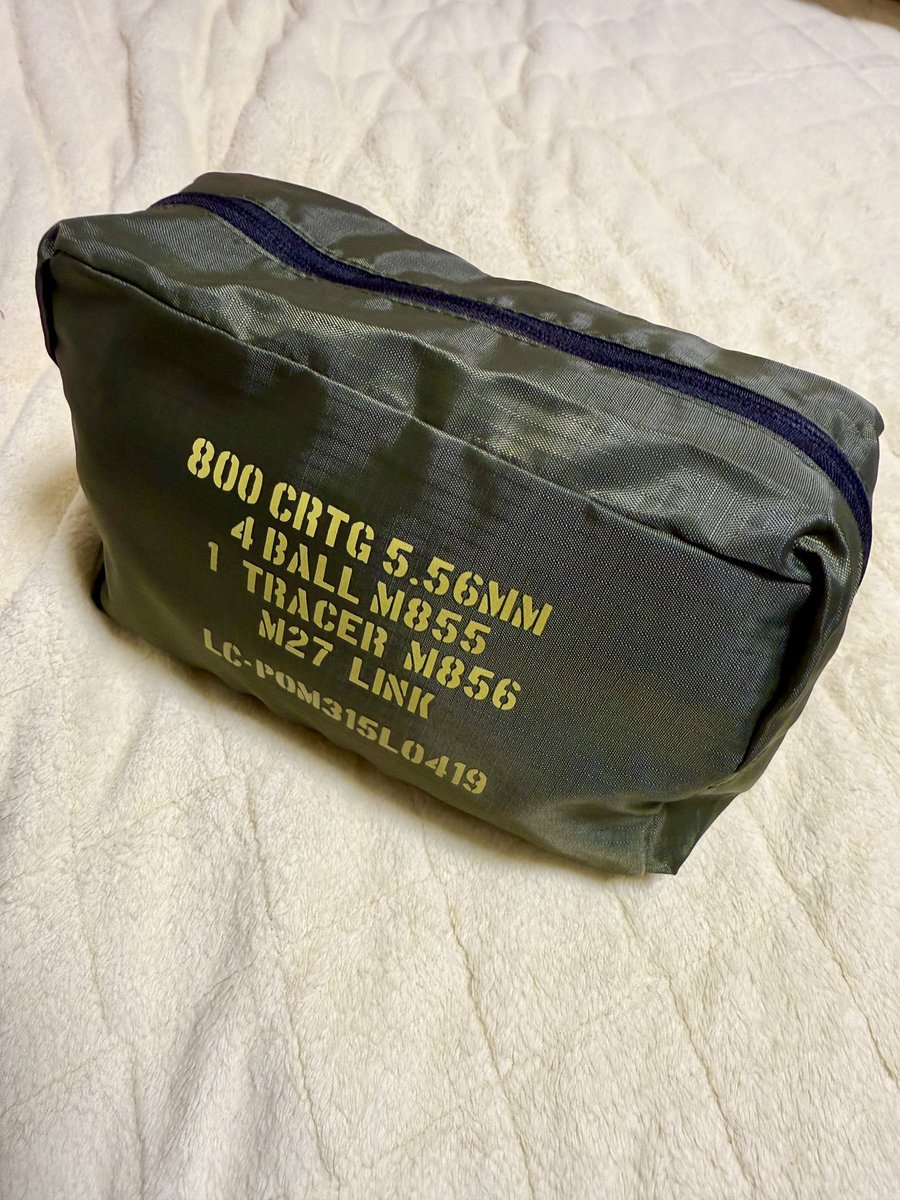 800 CRTG 5.56MM
4 BALL M855
1 TRACER M856
M27 LINK
LC-POM315L0419